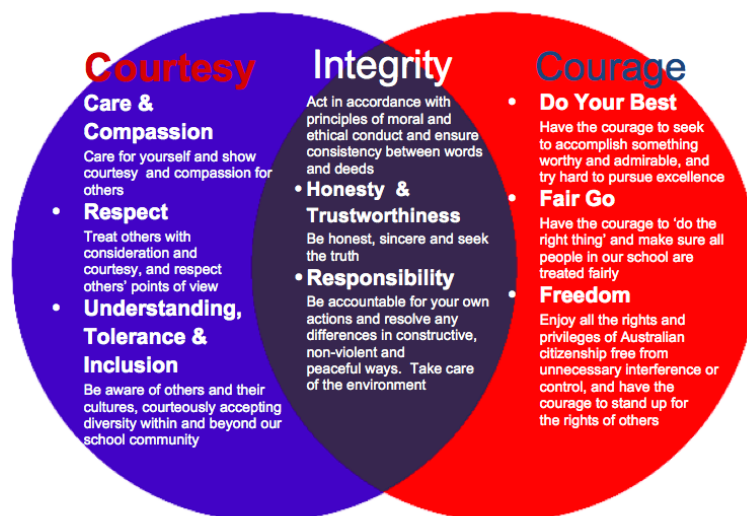 Courtesy
Care &
Compassion
Care for yourself and show
courtesy and compassion for
others
• Respect
Treat others with
consideration and
courtesy, and respect
others' points of view
• Understanding,
Tolerance &
Inclusion
Be aware of others and their
cultures, courteously accepting
diversity within and beyond our
school community
Integrity
Act in accordance with
principles of moral and
ethical conduct and ensure
consistency between words
and deeds
• Honesty &
Trustworthiness
Be honest, sincere and seek
the truth
• Responsibility
Be accountable for your own
actions and resolve any
differences in constructive,
non-violent and
peaceful ways. Take care
of the environment
Courage
• Do Your Best
Have the courage to seek
to accomplish something
worthy and admirable, and
try hard to pursue excellence
• Fair Go
Have the courage to 'do the
right thing' and make sure all
people in our school are
treated fairly
• Freedom
Enjoy all the rights and
privileges of Australian
citizenship free from
unnecessary interference or
control, and have the
courage to stand up for
the rights of others